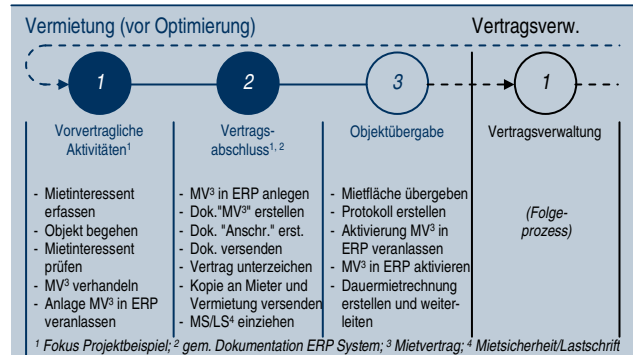 Vermietung (vor Optimierung)
Vertragsverw.
1
2
3
1
Vorvertragliche
Aktivitäten¹
Vertrags-
abschluss¹, ²
Objektübergabe
Vertragsverwaltung
- Mietinteressent
erfassen
- Objekt begehen
- Mietinteressent
prüfen
- MV³ verhandeln
- Anlage MV³ in ERP
veranlassen
- MV³ in ERP anlegen
- Dok."MV³" erstellen
- Dok. "Anschr." erst.
- Dok. versenden
- Vertrag unterzeichen
- Kopie an Mieter und
Vermietung versenden
- MS/LS⁴ einziehen
- Mietfläche übergeben
- Protokoll erstellen
- Aktivierung MV³ in
ERP veranlassen
- MV³ in ERP aktivieren
- Dauermietrechnung
erstellen und weiter-
leiten
(Folge-
prozess)
¹ Fokus Projektbeispiel; ² gem. Dokumentation ERP System; ³ Mietvertrag; ⁴ Mietsicherheit/Lastschrift